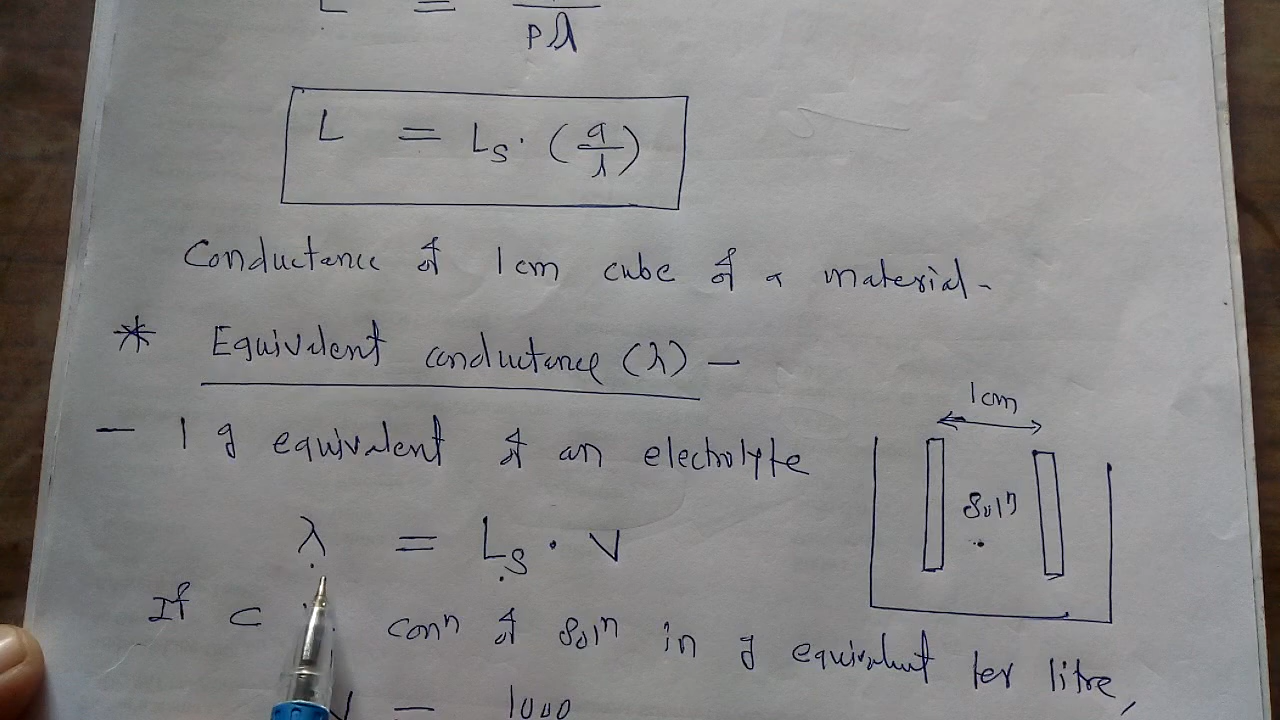 L =
ρl
L = Ls. (a/l)
Conductance of 1cm cube of a material-
* Equivalent conductance (λ) -
1cm
- 1 g equivalent of an electrolyte
Soln
λ = Ls . V
If C conn of soln in g equivalent per litre,
V = 1000